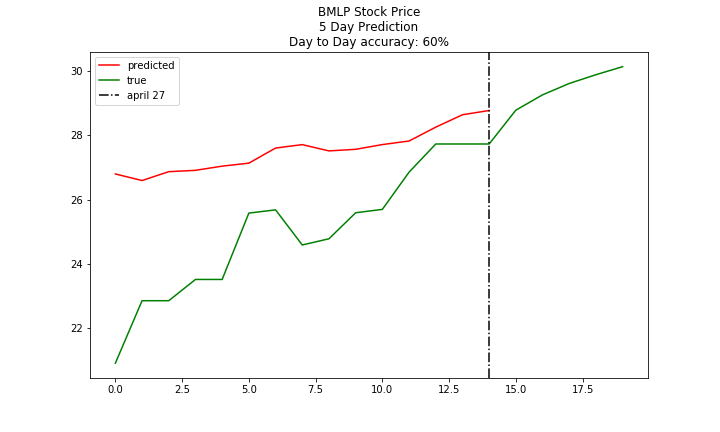 BMLP Stock Price
5 Day Prediction
Day to Day accuracy: 60%
predicted
true
april 27
30
28
26
24
22
0.0 2.5 5.0 7.5 10.0 12.5 15.0 17.5